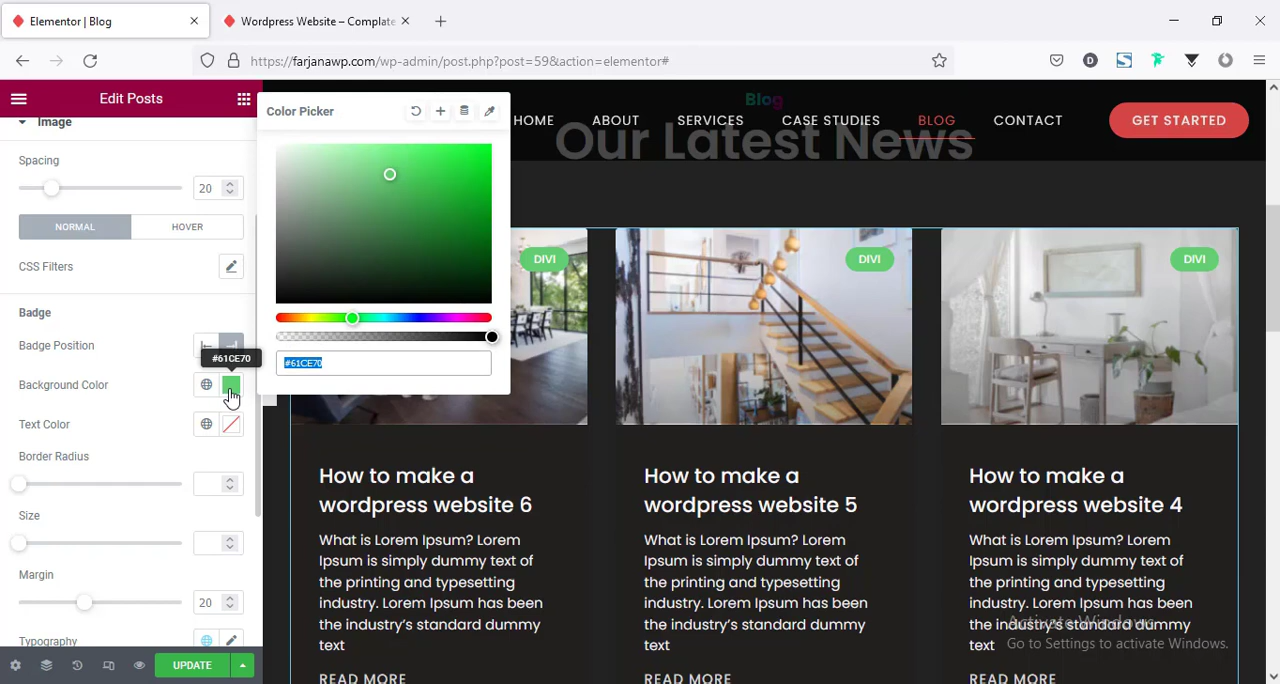 Elementor | Blog
Wordpress Website – Complate
https://farjanawp.com/wp-admin/post.php?post=59&action=elementor#
Edit Posts
Image
Spacing
20
NORMAL
HOVER
CSS Filters
Badge
Badge Position
#61CE70
Background Color
Text Color
Border Radius
Size
Margin
20
Typography
UPDATE
Color Picker
#61CE70
Blog
HOME
ABOUT
SERVICES
CASE STUDIES
BLOG
CONTACT
GET STARTED
Our Latest News
DIVI
DIVI
DIVI
How to make a
wordpress website 6
What is Lorem Ipsum? Lorem
Ipsum is simply dummy text of
the printing and typesetting
industry. Lorem Ipsum has been
the industry's standard dummy
text
READ MORE
How to make a
wordpress website 5
What is Lorem Ipsum? Lorem
Ipsum is simply dummy text of
the printing and typesetting
industry. Lorem Ipsum has been
the industry's standard dummy
text
READ MORE
How to make a
wordpress website 4
What is Lorem Ipsum? Lorem
Ipsum is simply dummy text of
the printing and typesetting
industry. Lorem Ipsum has been
the industry's standard dummy
text
READ MORE
Activate Windows
Go to Settings to activate Windows.